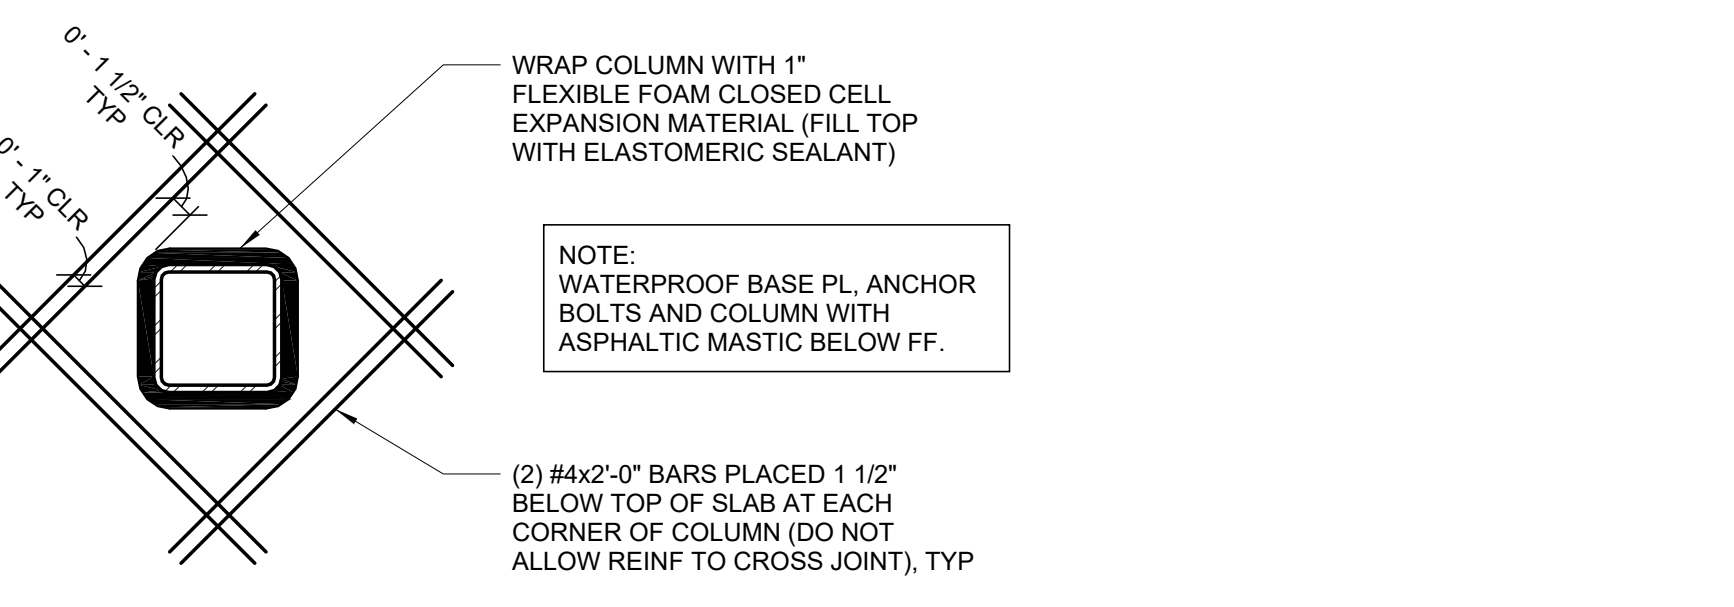 0' - 1 1/2" CLR
TYP
0' - 1" CLR
TYP
WRAP COLUMN WITH 1"
FLEXIBLE FOAM CLOSED CELL
EXPANSION MATERIAL (FILL TOP
WITH ELASTOMERIC SEALANT)
NOTE:
WATERPROOF BASE PL, ANCHOR
BOLTS AND COLUMN WITH
ASPHALTIC MASTIC BELOW FF.
(2) #4x2'-0" BARS PLACED 1 1/2"
BELOW TOP OF SLAB AT EACH
CORNER OF COLUMN (DO NOT
ALLOW REINF TO CROSS JOINT), TYP